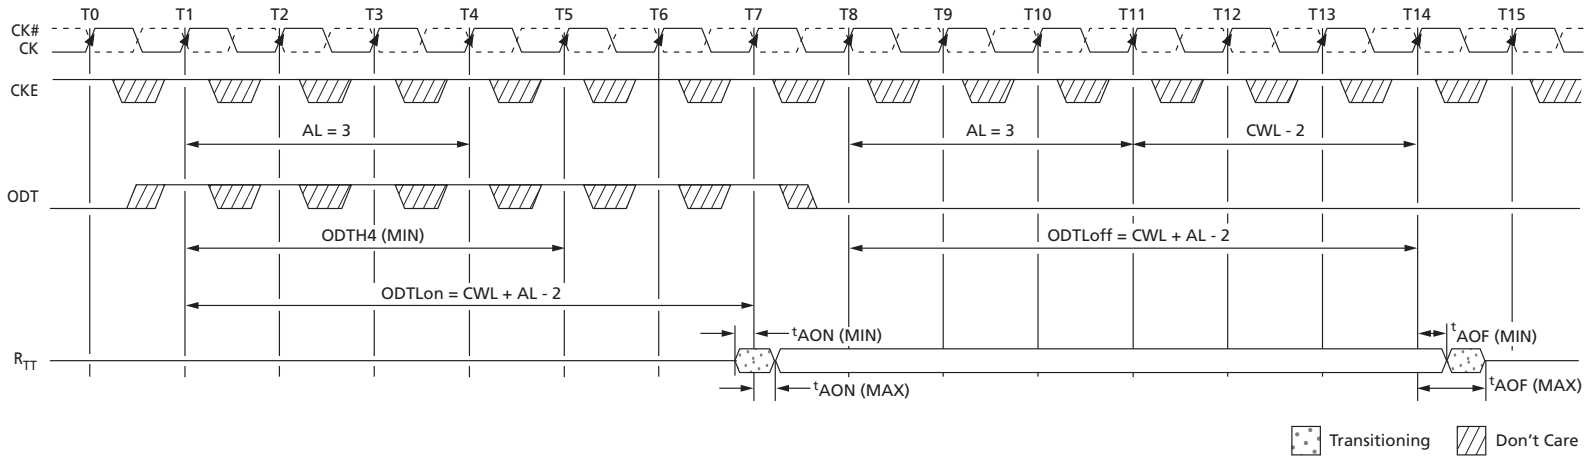 T0 T1 T2 T3 T4 T5 T6 T7 T8 T9 T10 T11 T12 T13 T14 T15
CK#
CK
CKE
AL = 3 AL = 3 CWL - 2
ODT
ODTH4 (MIN) ODTLoff = CWL + AL - 2
ODTLon = CWL + AL - 2
tAON (MIN) tAOF (MIN)
RTT
tAON (MAX) tAOF (MAX)
Transitioning Don't Care